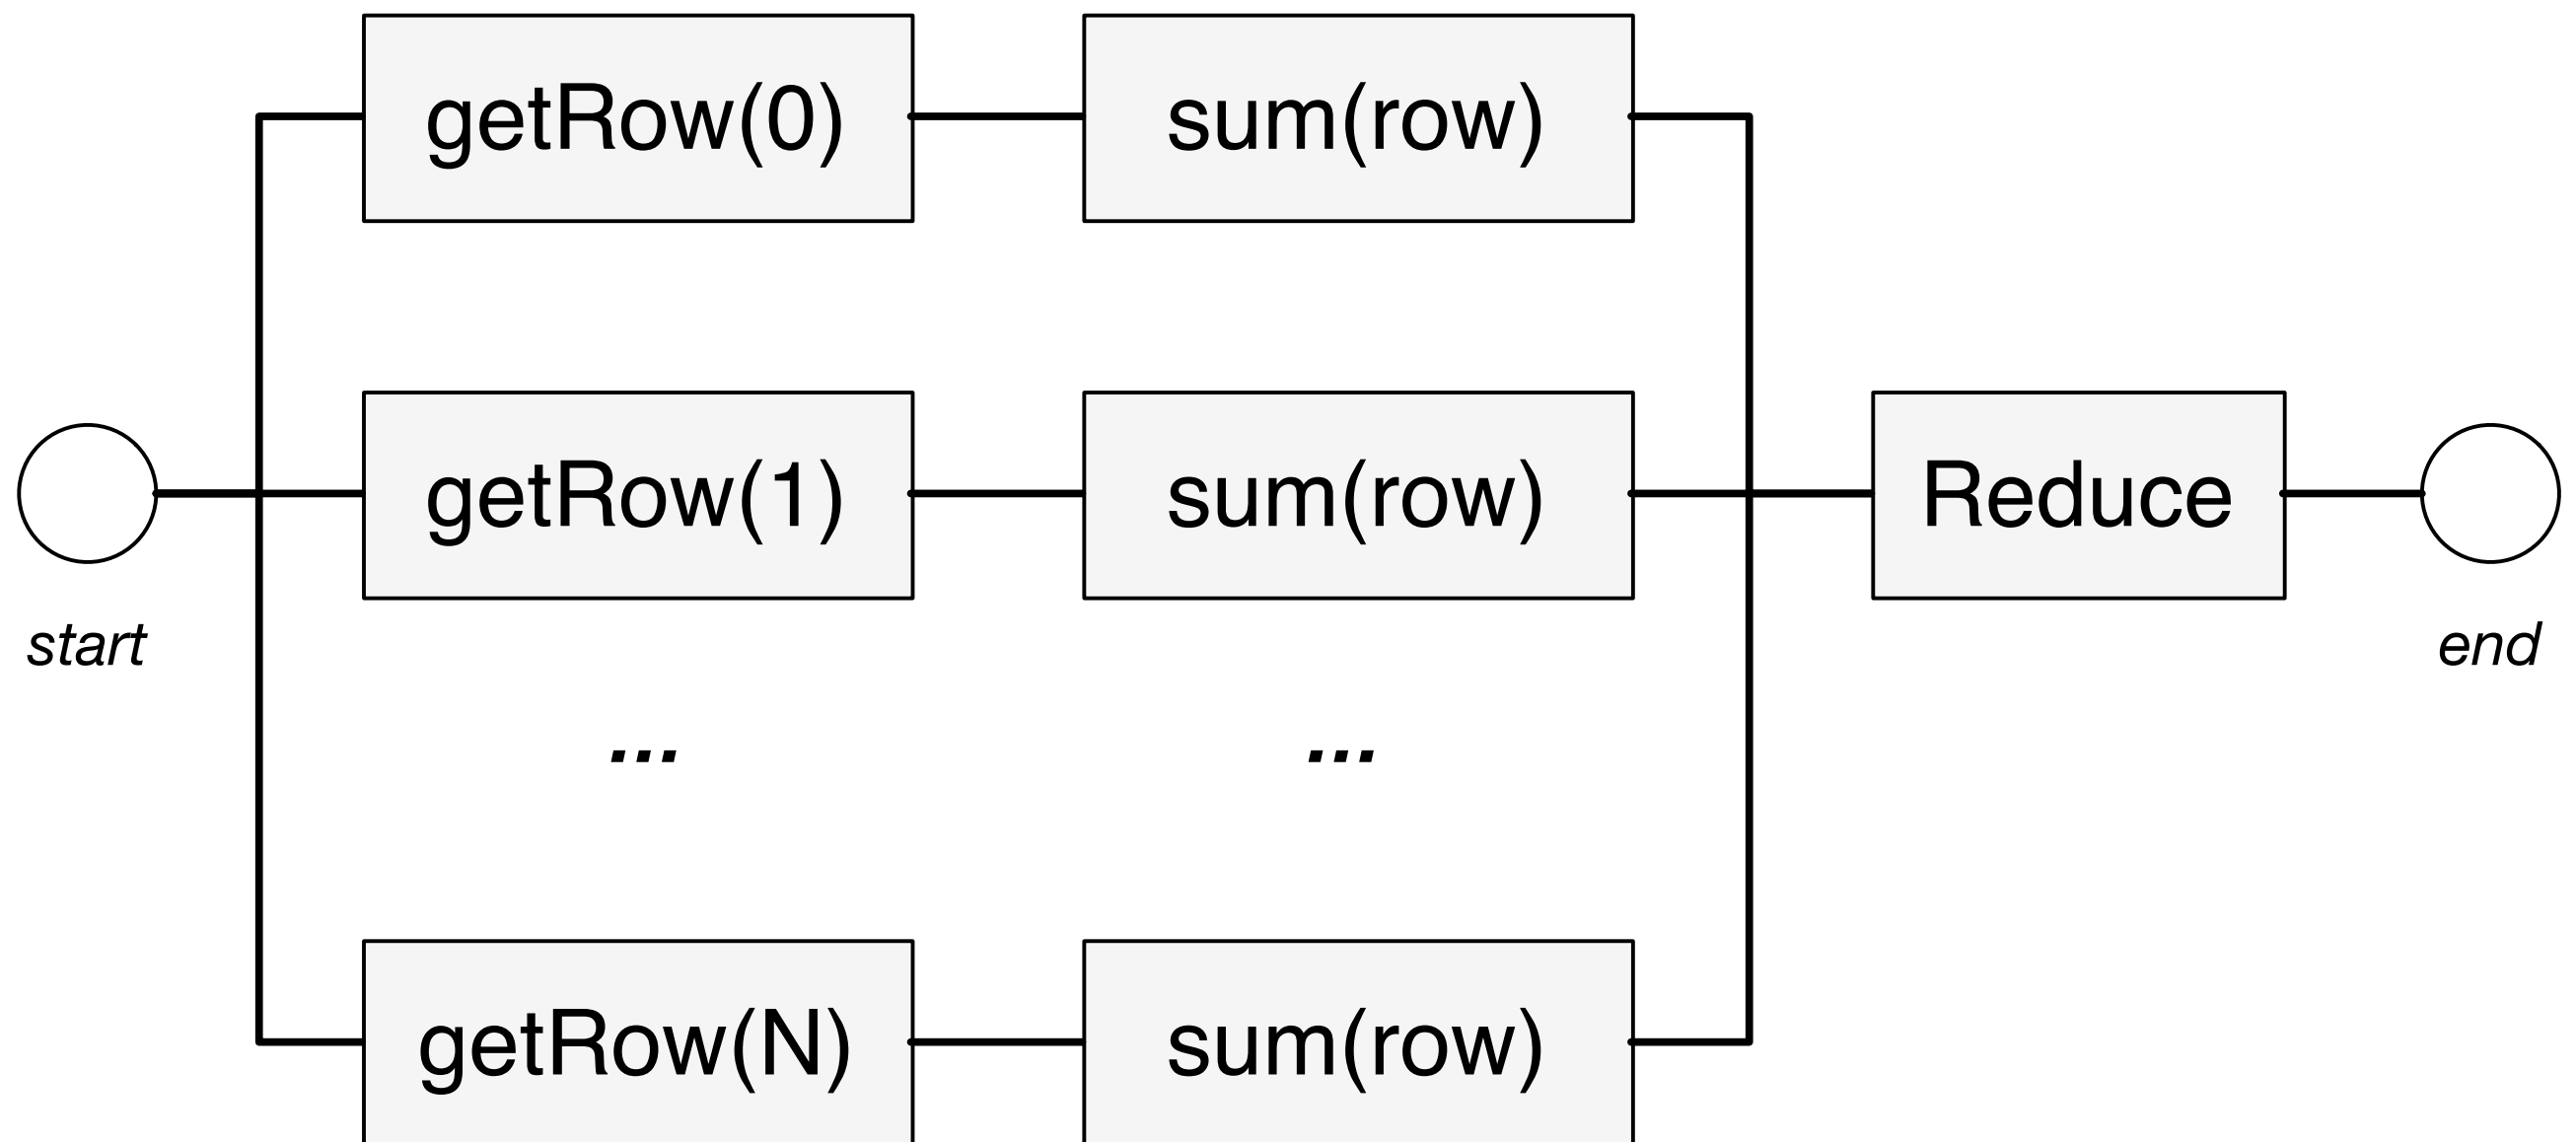 getRow(0)
sum(row)
getRow(1)
sum(row)
Reduce
start
end
...
...
getRow(N)
sum(row)